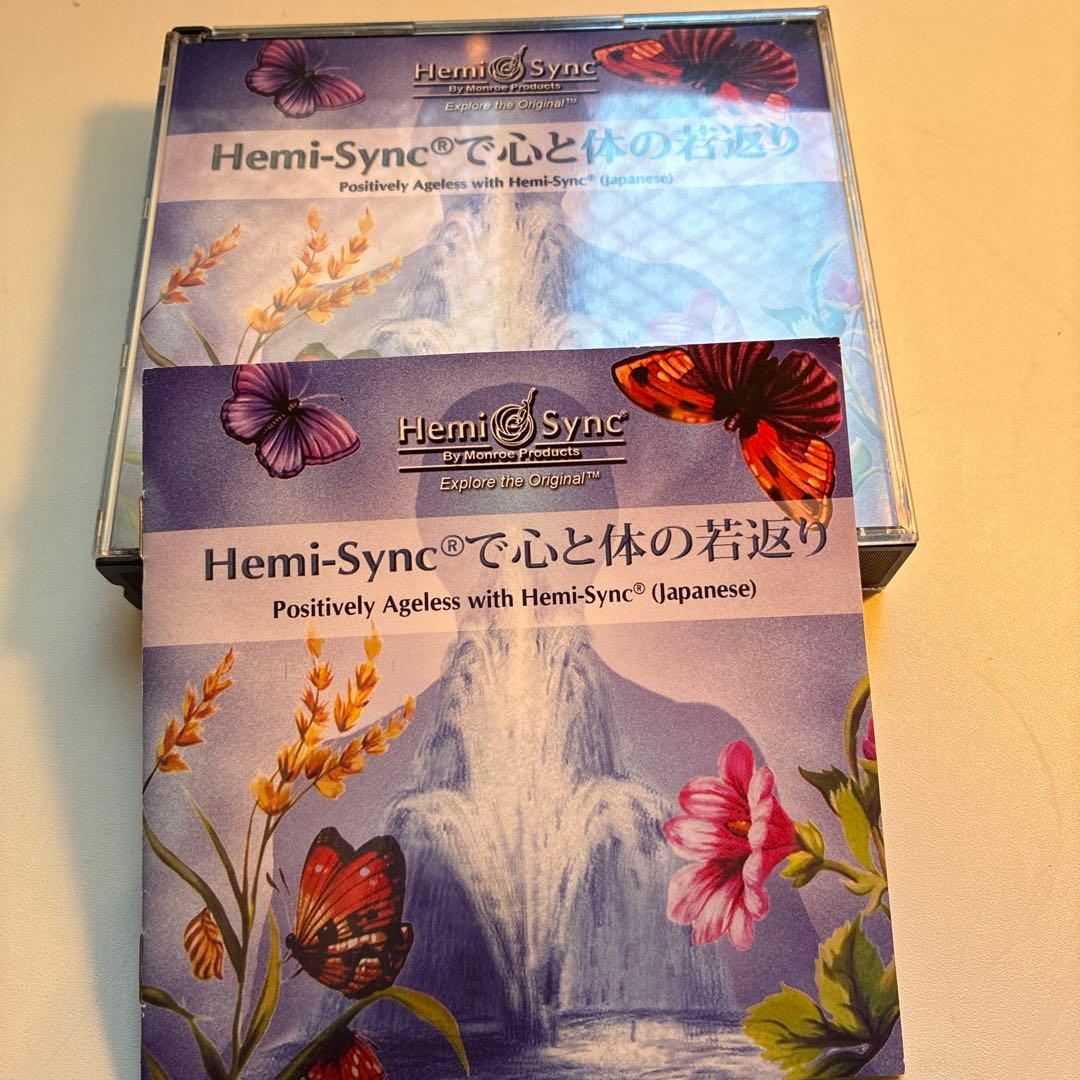 Hemi Sync
By Monroe Products
Explore the Original™
Hemi-Sync®で心と体の若返り
Positively Ageless with Hemi-Sync® (Japanese)
Hemi Sync®
By Monroe Products
Explore the Original™
Hemi-Sync®で心と体の若返り
Positively Ageless with Hemi-Sync® (Japanese)